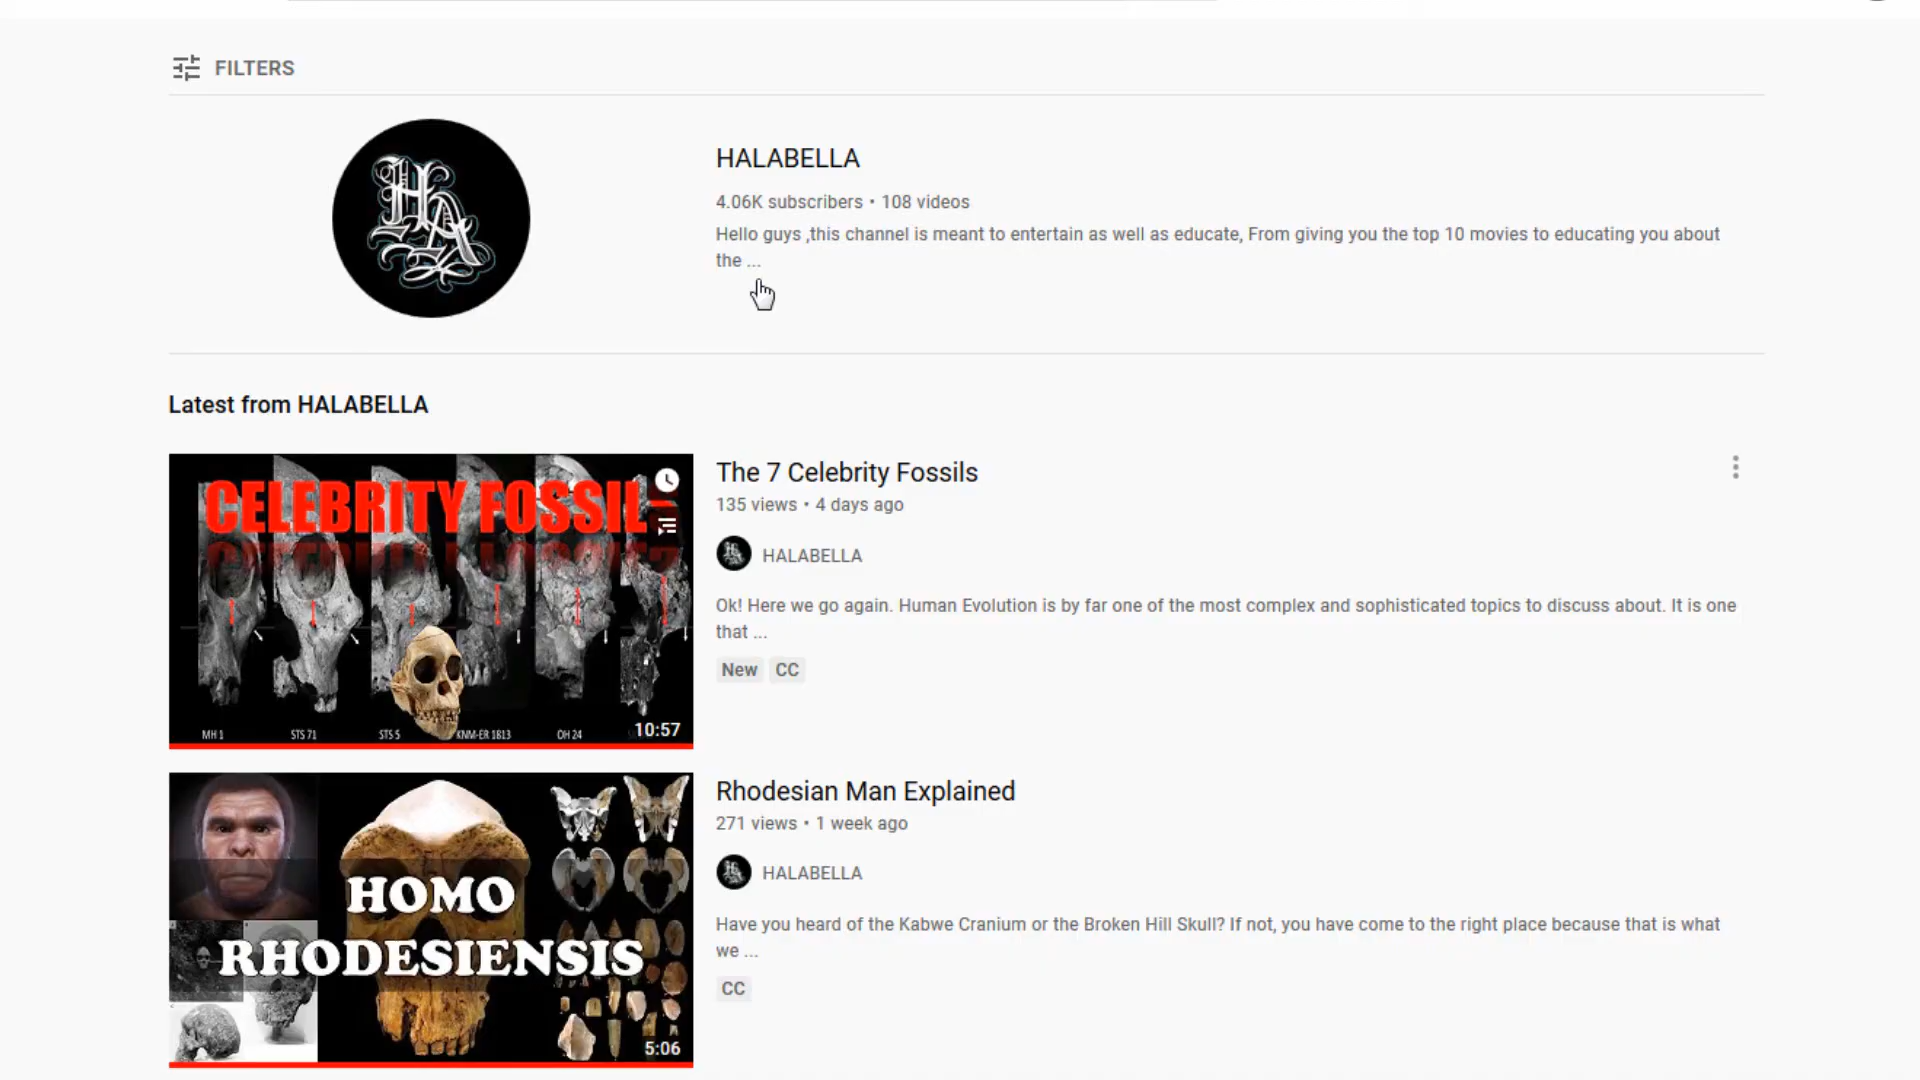 FILTERS
HA
HALABELLA
4.06K subscribers • 108 videos
Hello guys ,this channel is meant to entertain as well as educate, From giving you the top 10 movies to educating you about
the ...
Latest from HALABELLA
CELEBRITY FOSSIL
MH 1 STS 71 STS 5 KNM-ER 1813 OH 24
10:57
The 7 Celebrity Fossils
135 views • 4 days ago
HALABELLA
Ok! Here we go again. Human Evolution is by far one of the most complex and sophisticated topics to discuss about. It is one
that ...
New CC
HOMO
RHODESIENSIS
5:06
Rhodesian Man Explained
271 views • 1 week ago
HALABELLA
Have you heard of the Kabwe Cranium or the Broken Hill Skull? If not, you have come to the right place because that is what
we ...
CC